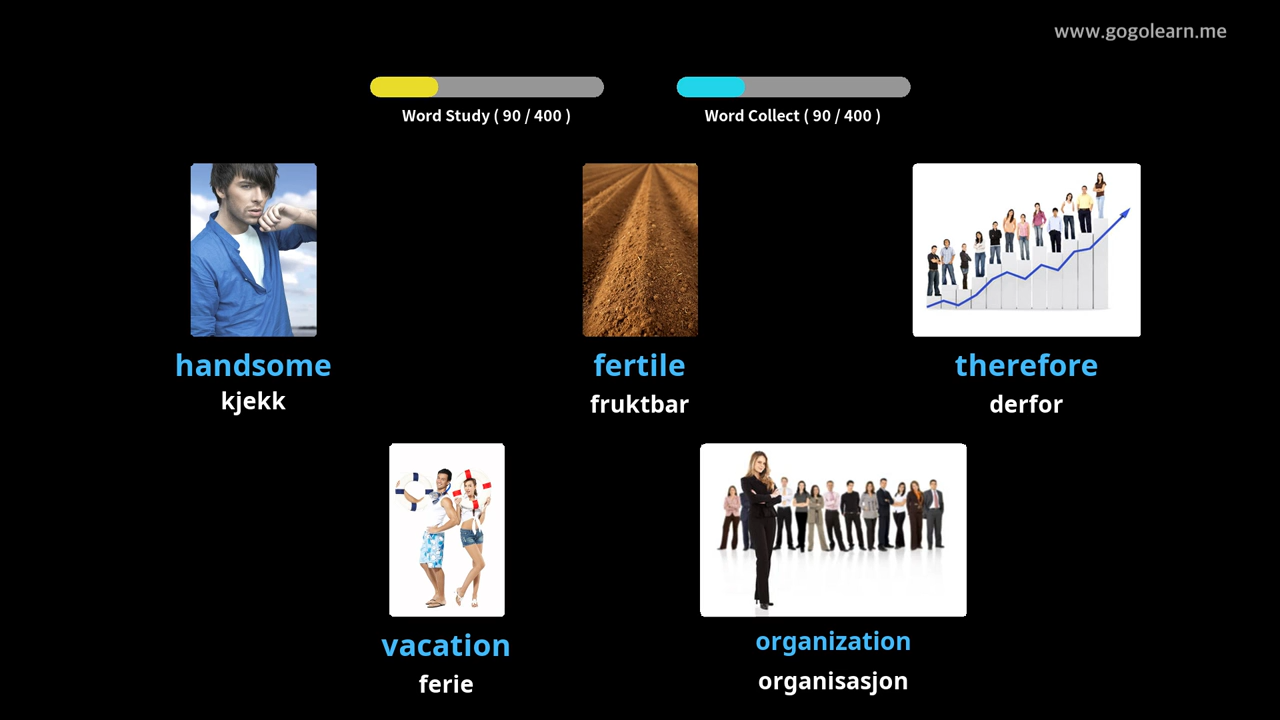 www.gogolearn.me
Word Study ( 90 / 400 )
Word Collect ( 90 / 400 )
handsome
kjekk
fertile
fruktbar
therefore
derfor
vacation
ferie
organization
organisasjon